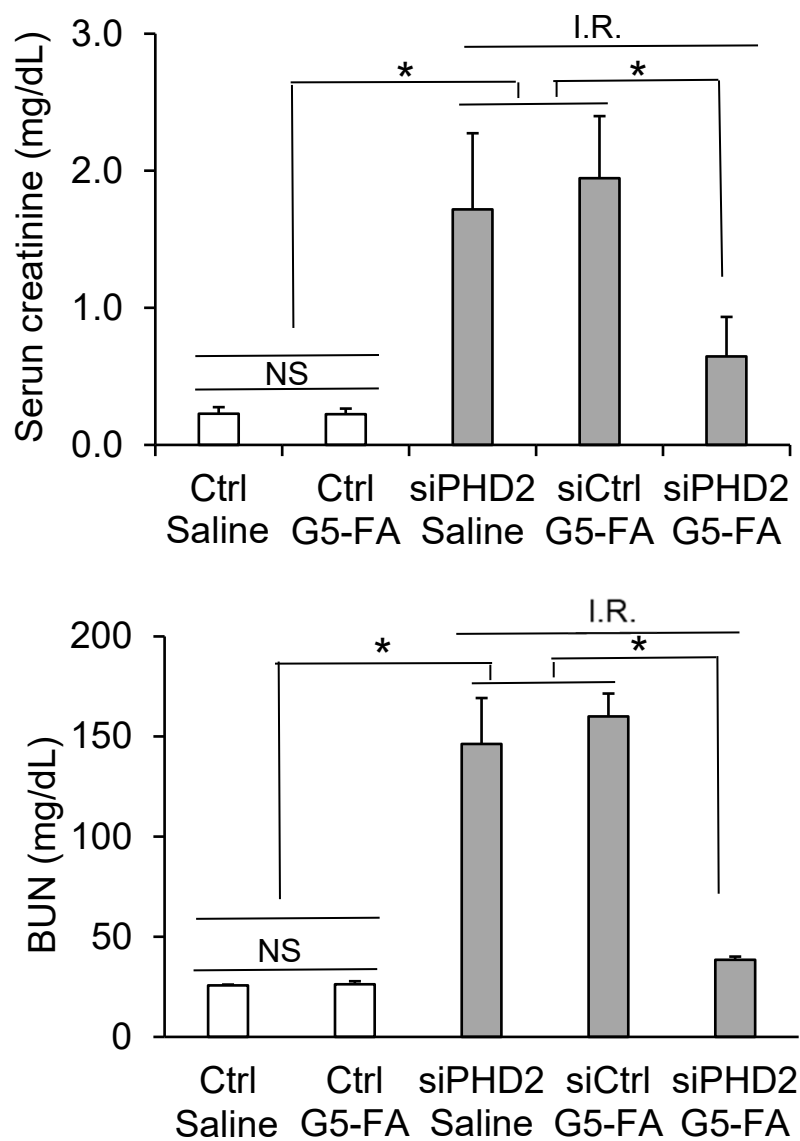 I.R.
* *
3.0
2.0
1.0
0.0
Serun creatinine (mg/dL)
NS
Ctrl Ctrl siPHD2 siCtrl siPHD2
Saline G5-FA Saline G5-FA G5-FA
I.R.
* *
200
150
100
50
0
BUN (mg/dL)
NS
Ctrl Ctrl siPHD2 siCtrl siPHD2
Saline G5-FA Saline G5-FA G5-FA